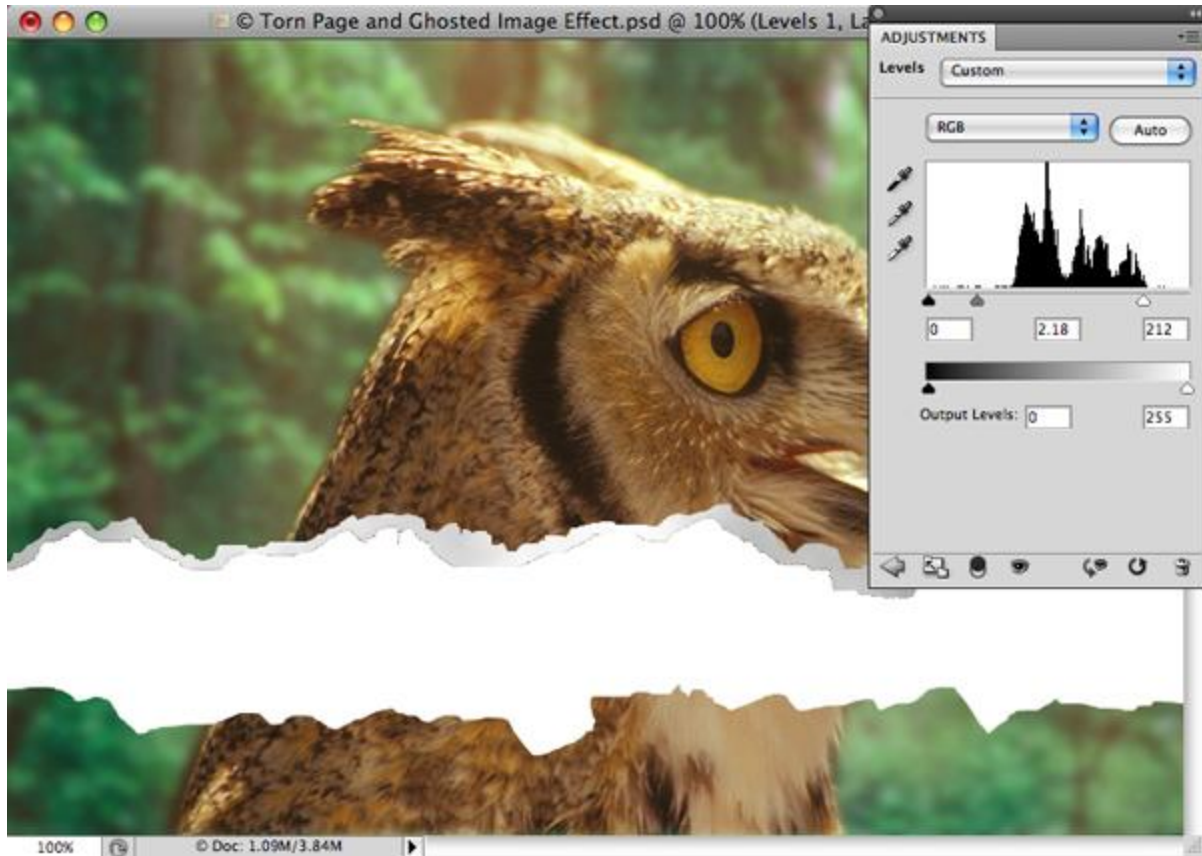 © Torn Page and Ghosted Image Effect.psd @ 100% (Levels 1, La
ADJUSTMENTS
Levels Custom
RGB Auto
0 2.18 212
Output Levels: 0 255
100% © Doc: 1.09M/3.84M